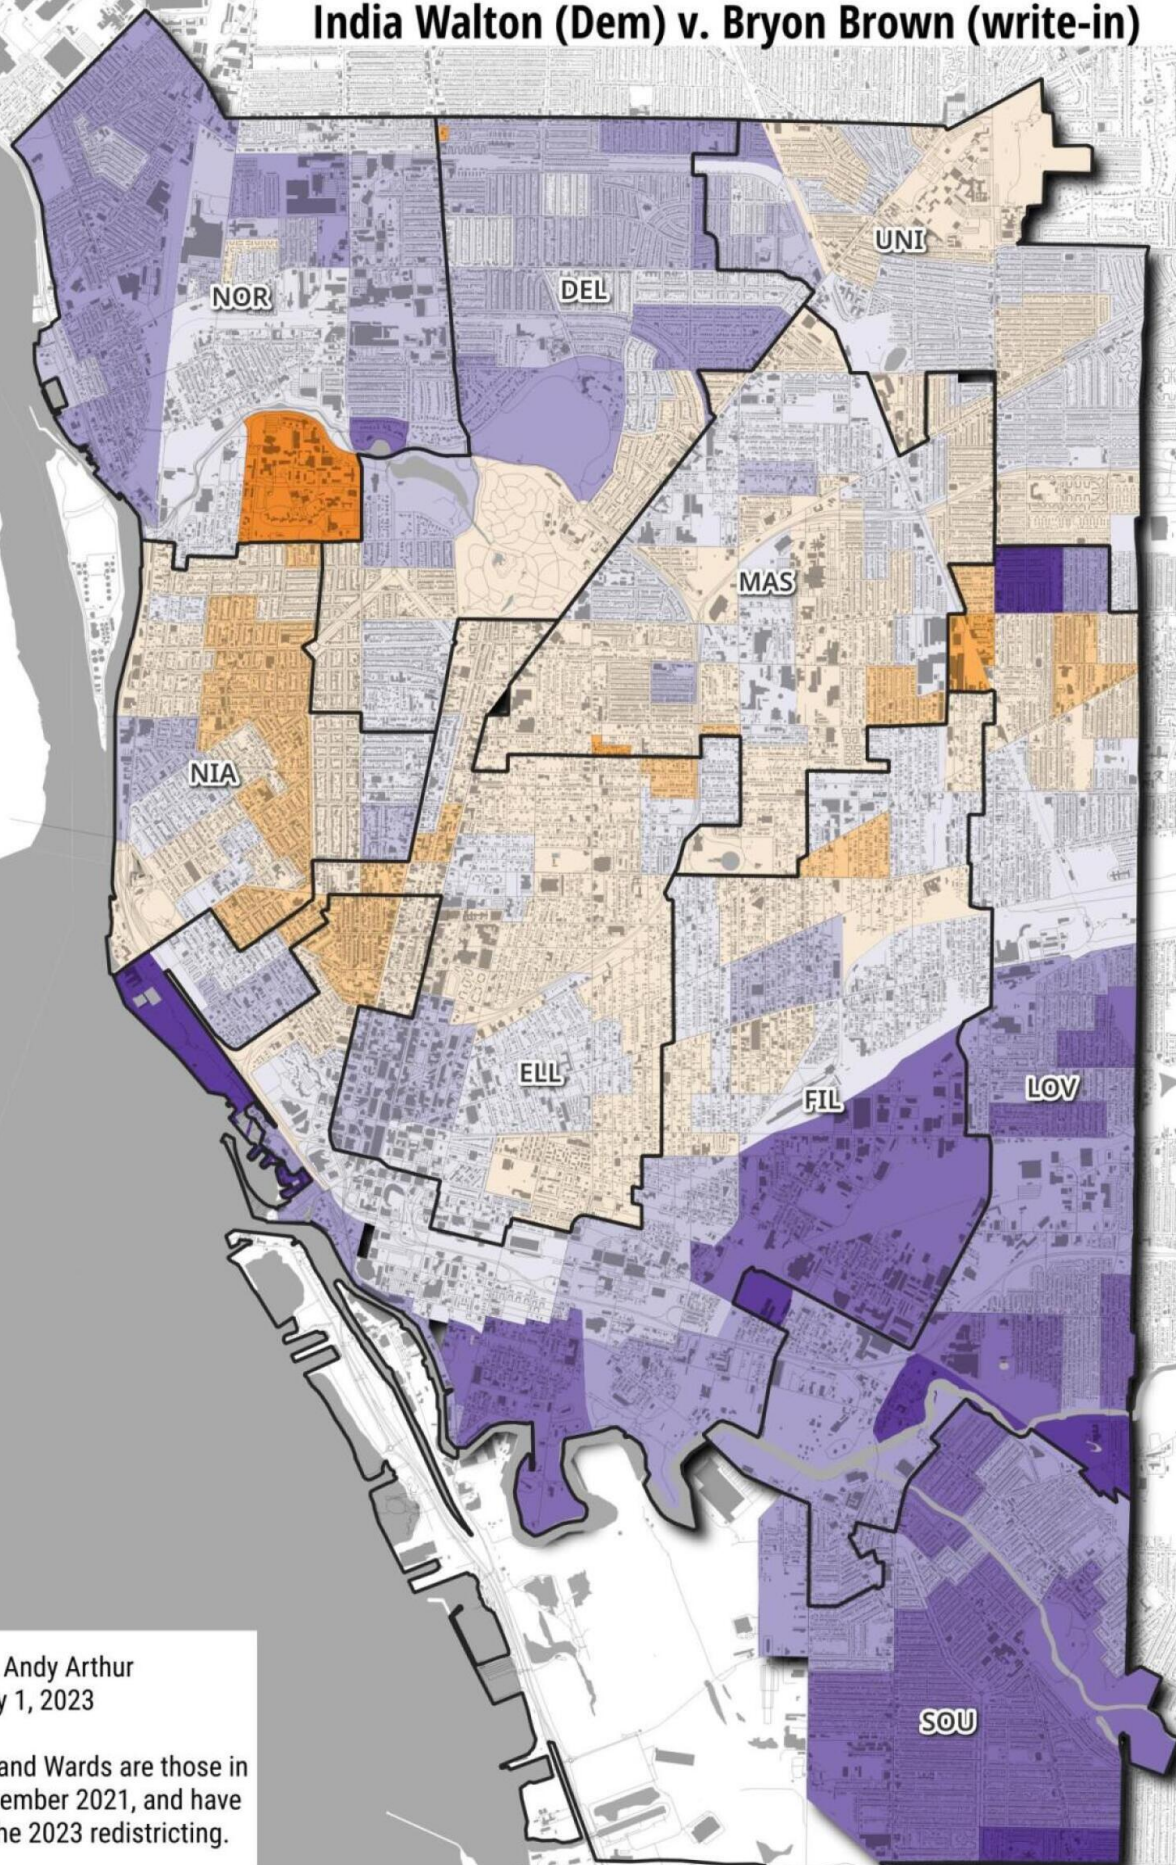 India Walton (Dem) v. Bryon Brown (write-in)
UNI
DEL
NOR
MAS
NIA
ELL
FIL
LOV
SOU
Andy Arthur
y 1, 2023
and Wards are those in
ember 2021, and have
he 2023 redistricting.